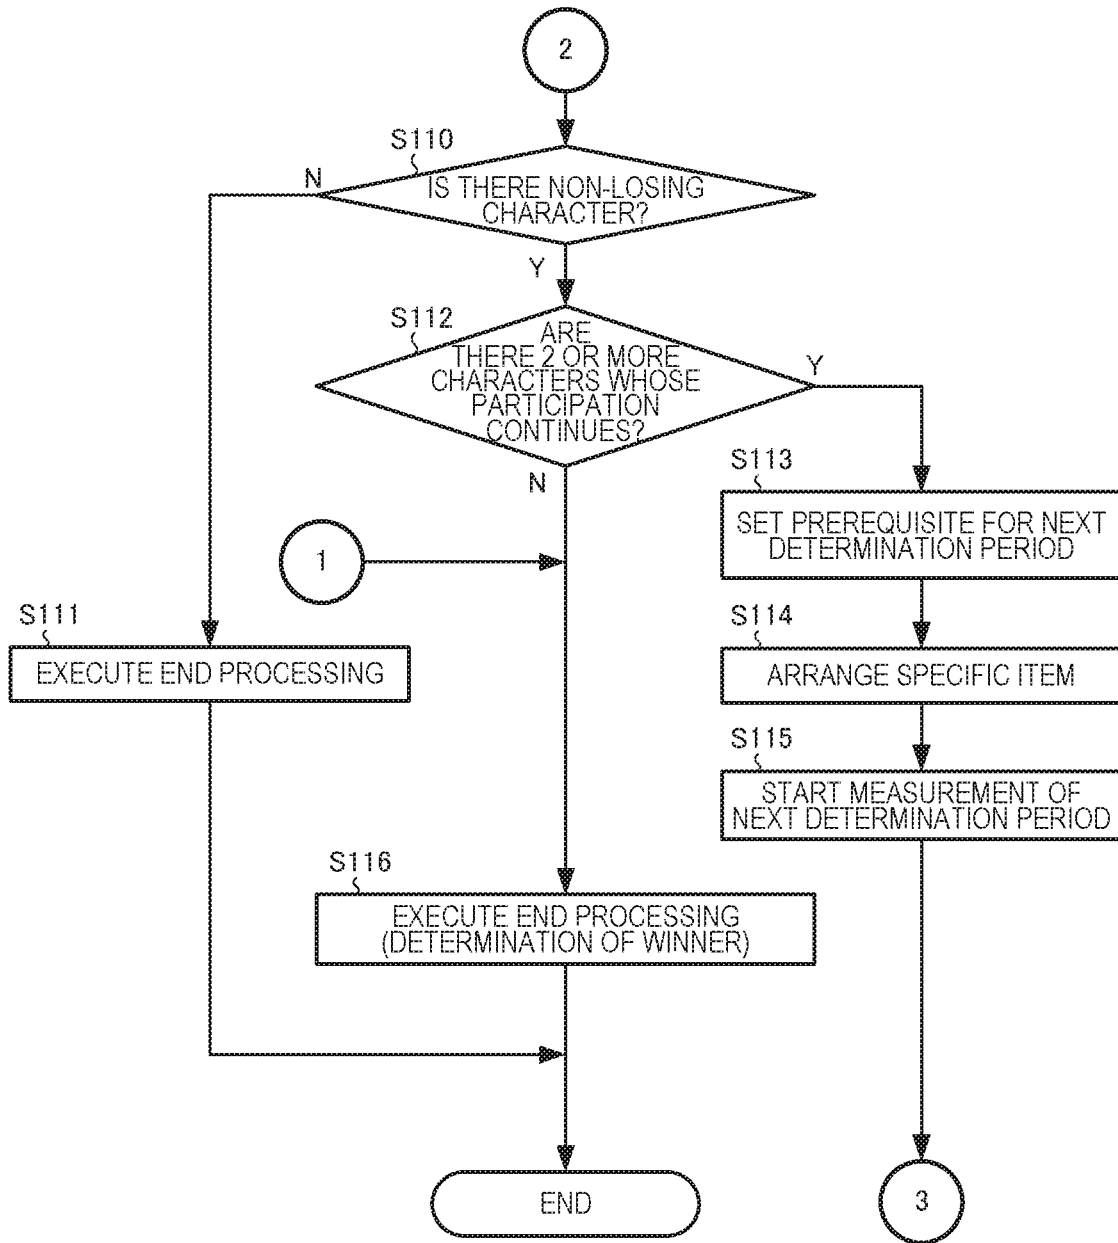 2
S110
N
IS THERE NON-LOSING
CHARACTER?
Y
S112
ARE
THERE 2 OR MORE
CHARACTERS WHOSE
PARTICIPATION
CONTINUES?
Y
N
S113
SET PREREQUISITE FOR NEXT
DETERMINATION PERIOD
1
S111
EXECUTE END PROCESSING
S114
ARRANGE SPECIFIC ITEM
S115
START MEASUREMENT OF
NEXT DETERMINATION PERIOD
S116
EXECUTE END PROCESSING
(DETERMINATION OF WINNER)
END
3